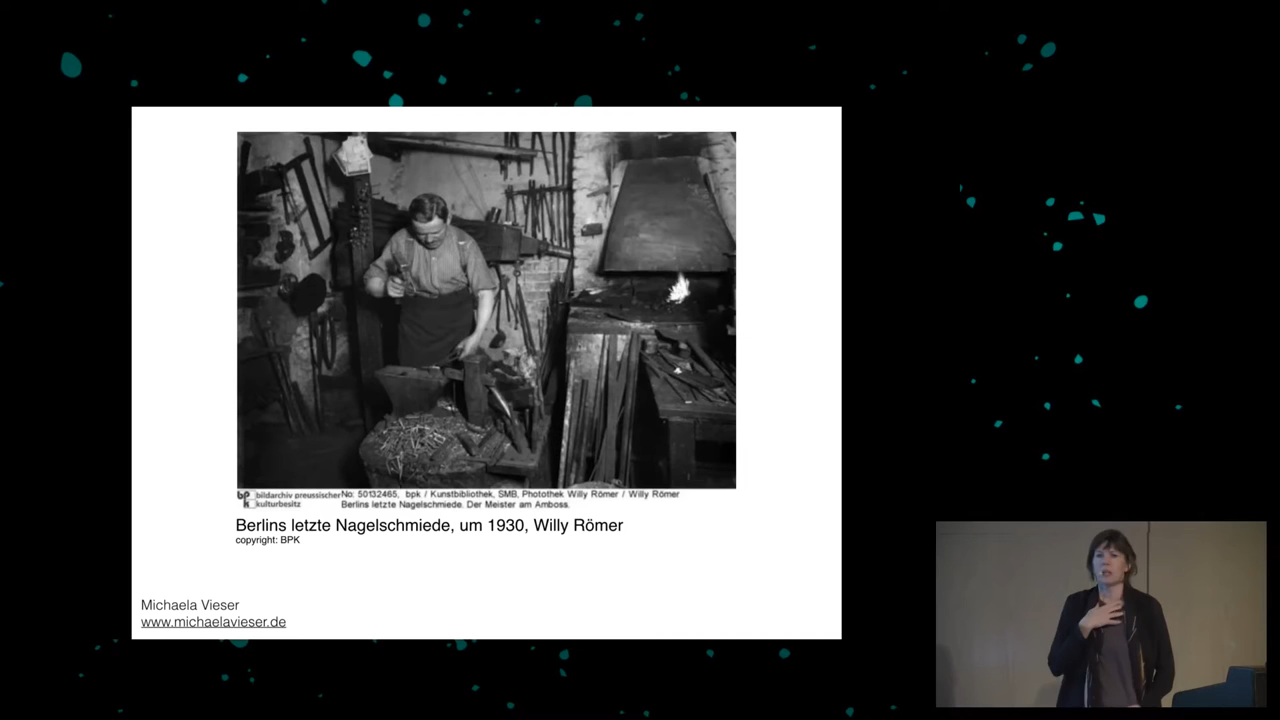 bpk bildarchiv preussischer kulturbesitz
No: 50132465, bpk / Kunstbibliothek, SMB, Photothek Willy Römer / Willy Römer
Berlins letzte Nagelschmiede. Der Meister am Amboss.
Berlins letzte Nagelschmiede, um 1930, Willy Römer
copyright: BPK
Michaela Vieser
www.michaelavieser.de